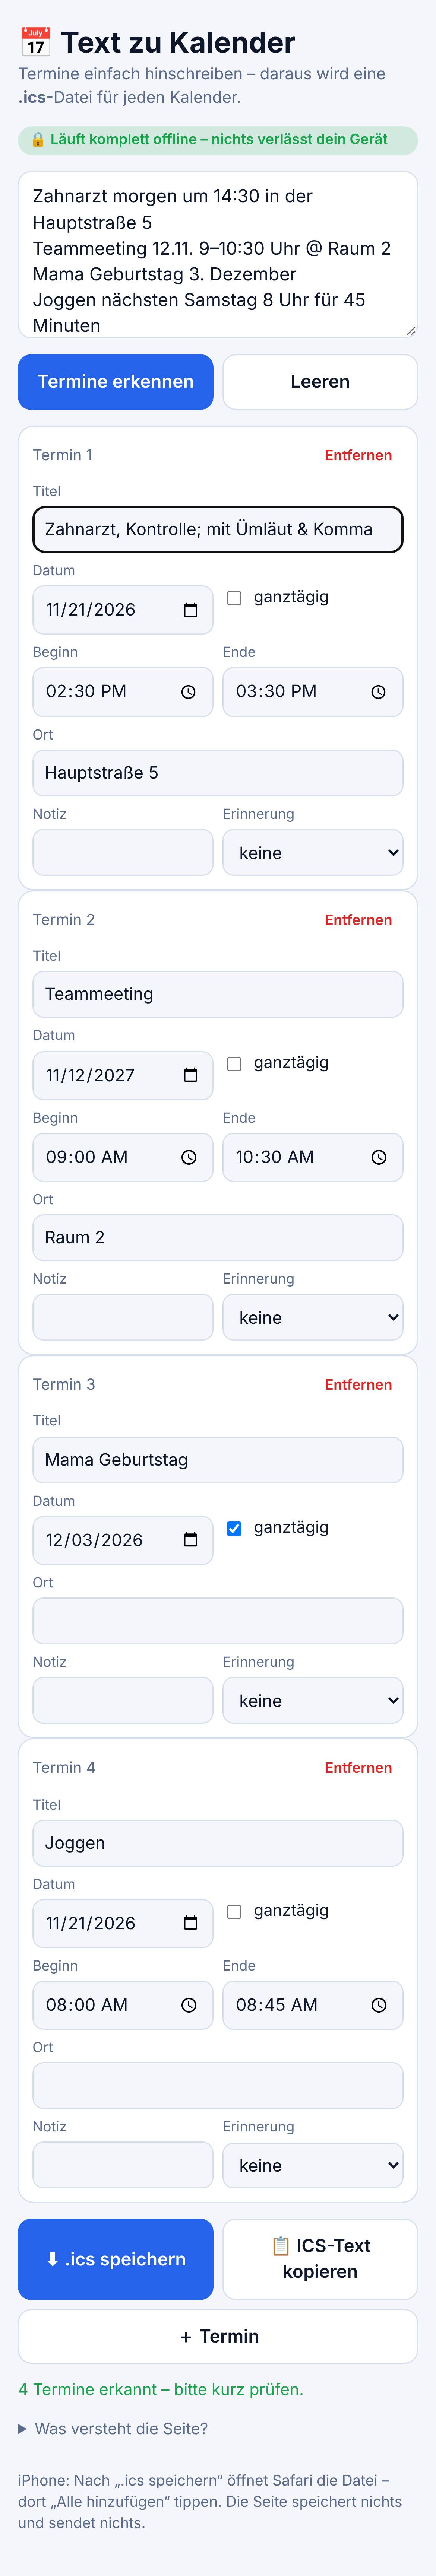 📅 Text zu Kalender
Termine einfach hinschreiben – daraus wird eine
.ics-Datei für jeden Kalender.
🔒 Läuft komplett offline – nichts verlässt dein Gerät
Zahnarzt morgen um 14:30 in der
Hauptstraße 5
Teammeeting 12.11. 9–10:30 Uhr @ Raum 2
Mama Geburtstag 3. Dezember
Joggen nächsten Samstag 8 Uhr für 45
Minuten
Termine erkennen Leeren
Termin 1 Entfernen
Titel
Zahnarzt, Kontrolle; mit Ümläut & Komma
Datum
11/21/2026 ganztägig
Beginn Ende
02:30 PM 03:30 PM
Ort
Hauptstraße 5
Notiz Erinnerung
keine
Termin 2 Entfernen
Titel
Teammeeting
Datum
11/12/2027 ganztägig
Beginn Ende
09:00 AM 10:30 AM
Ort
Raum 2
Notiz Erinnerung
keine
Termin 3 Entfernen
Titel
Mama Geburtstag
Datum
12/03/2026 ganztägig
Ort
Notiz Erinnerung
keine
Termin 4 Entfernen
Titel
Joggen
Datum
11/21/2026 ganztägig
Beginn Ende
08:00 AM 08:45 AM
Ort
Notiz Erinnerung
keine
⬇ .ics speichern 📋 ICS-Text
kopieren
+ Termin
4 Termine erkannt – bitte kurz prüfen.
▶ Was versteht die Seite?
iPhone: Nach „.ics speichern“ öffnet Safari die Datei –
dort „Alle hinzufügen“ tippen. Die Seite speichert nichts
und sendet nichts.